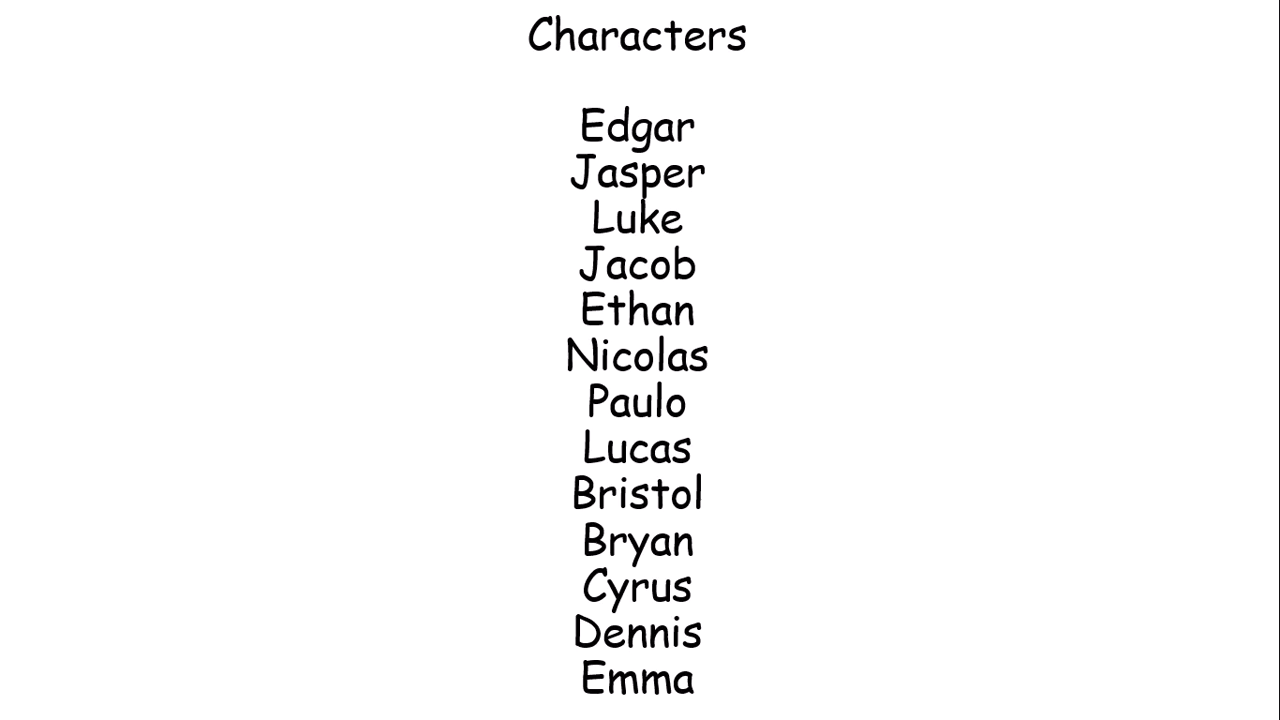 Characters
Edgar
Jasper
Luke
Jacob
Ethan
Nicolas
Paulo
Lucas
Bristol
Bryan
Cyrus
Dennis
Emma